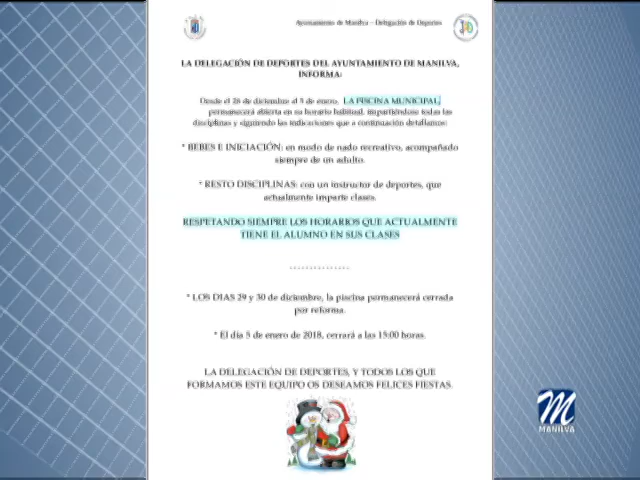 Ayuntamiento de Manilva – Delegación de Deportes
LA DELEGACIÓN DE DEPORTES DEL AYUNTAMIENTO DE MANILVA,
INFORMA:
Desde el 26 de diciembre al 5 de enero, LA PISCINA MUNICIPAL,
permanecerá abierta en su horario habitual, impartiéndose todas las
disciplinas y siguiendo las indicaciones que a continuación detallamos:
* BEBES E INICIACIÓN: en modo de nado recreativo, acompañado
siempre de un adulto.
* RESTO DISCIPLINAS: con un instructor de deportes, que
actualmente imparte clases.
RESPETANDO SIEMPRE LOS HORARIOS QUE ACTUALMENTE
TIENE EL ALUMNO EN SUS CLASES
---------------
* LOS DIAS 29 y 30 de diciembre, la piscina permanecerá cerrada
por reforma.
* El día 5 de enero de 2018, cerrará a las 15:00 horas.
LA DELEGACIÓN DE DEPORTES, Y TODOS LOS QUE
FORMAMOS ESTE EQUIPO OS DESEAMOS FELICES FIESTAS.
M
MANILVA